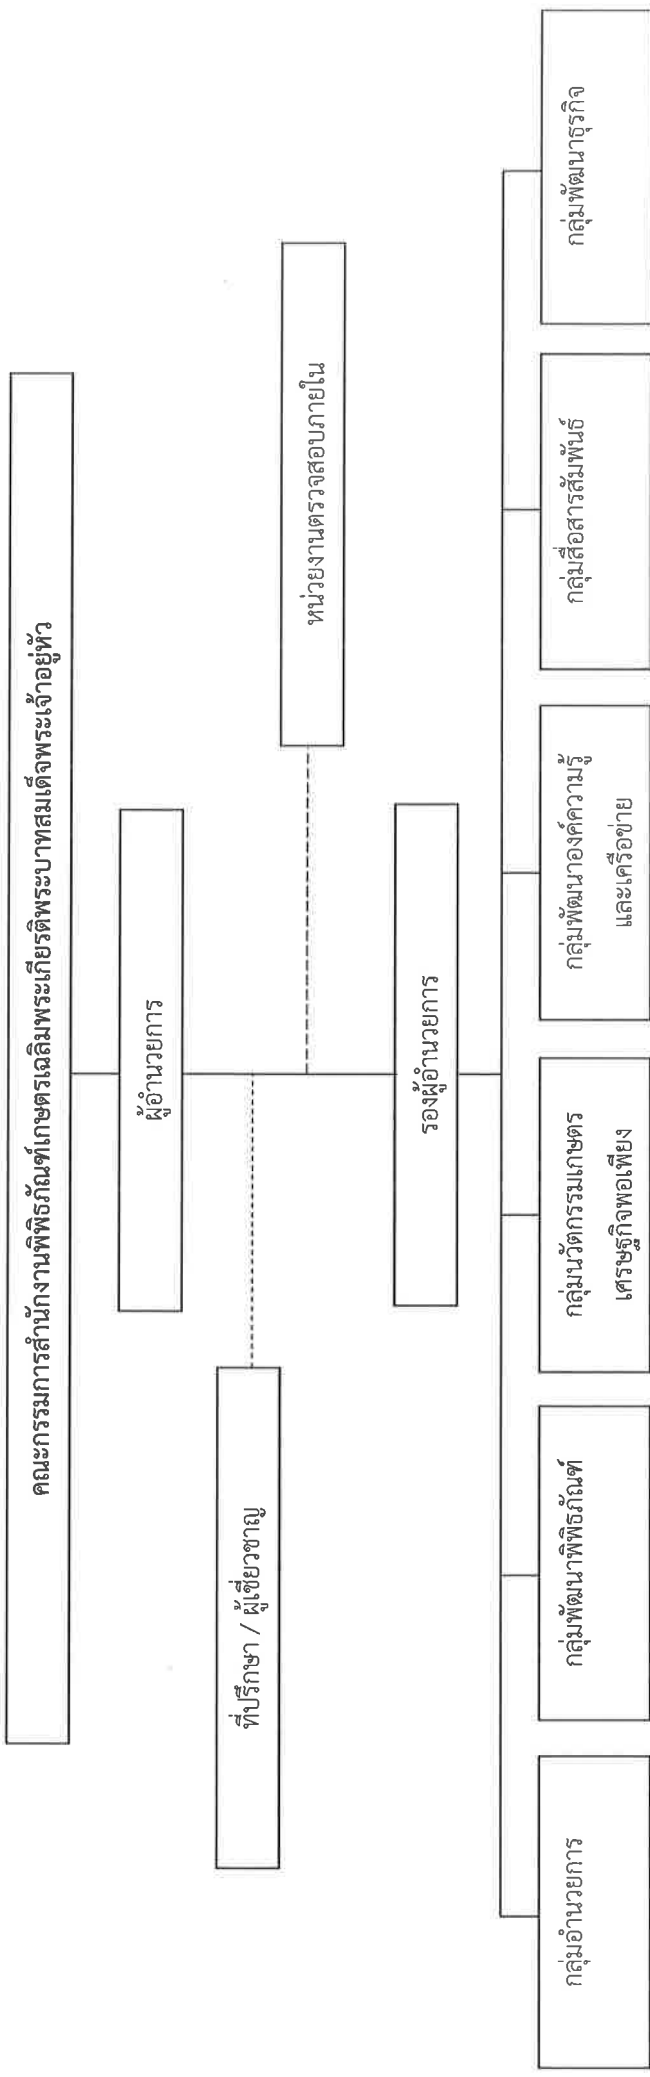 คณะกรรมการสำนักงานพิพิธภัณฑ์เกษตรเฉลิมพระเกียรติพระบาทสมเด็จพระเจ้าอยู่หัว
ผู้อำนวยการ
ที่ปรึกษา / ผู้เชี่ยวชาญ
หน่วยงานตรวจสอบภายใน
รองผู้อำนวยการ
กลุ่มอำนวยการ
กลุ่มพัฒนาพิพิธภัณฑ์
กลุ่มนวัตกรรมเกษตร
เศรษฐกิจพอเพียง
กลุ่มพัฒนาองค์ความรู้
และเครือข่าย
กลุ่มสื่อสารสัมพันธ์
กลุ่มพัฒนาธุรกิจ